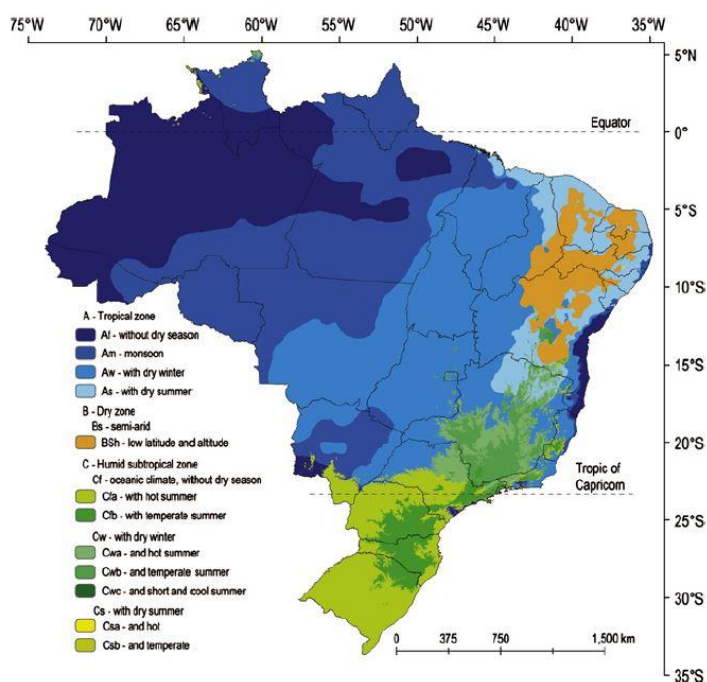 75°W 70°W 65°W 60°W 55°W 50°W 45°W 40°W 35°W
5°N
Equator
0°
5°S
10°S
15°S
20°S
Tropic of
Capricorn
25°S
30°S
35°S
A - Tropical zone
Af - without dry season
Am - monsoon
Aw - with dry winter
As - with dry summer
B - Dry zone
Bs - semi-arid
BSh - low latitude and altitude
C - Humid subtropical zone
Cf - oceanic climate, without dry season
Cfa - with hot summer
Cfb - with temperate summer
Cw - with dry winter
Cwa - and hot summer
Cwb - and temperate summer
Cwc - and short and cool summer
Cs - with dry summer
Csa - and hot
Csb - and temperate
0 375 750 1,500 km